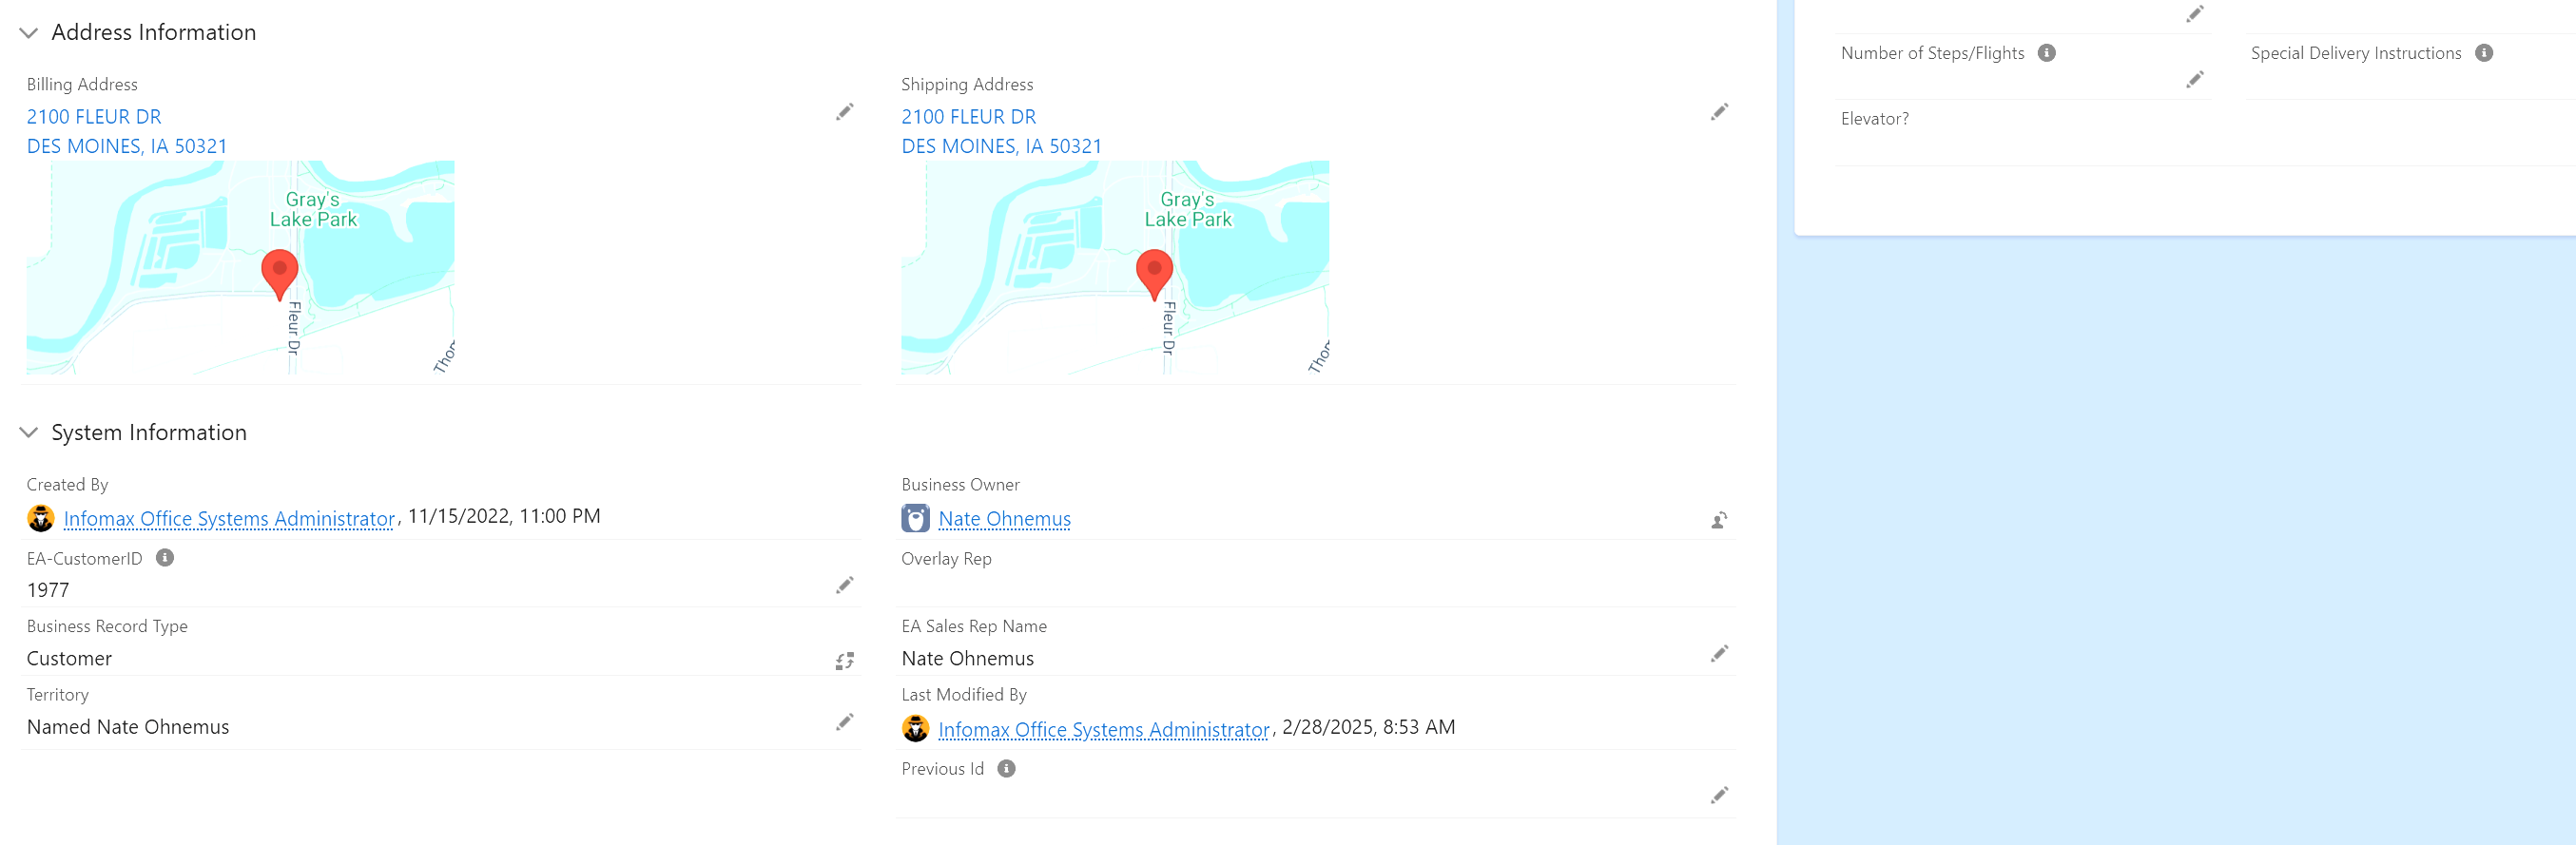 Address Information
Billing Address
2100 FLEUR DR
DES MOINES, IA 50321
Gray's
Lake Park
Fleur Dr
Thor
Shipping Address
2100 FLEUR DR
DES MOINES, IA 50321
Gray's
Lake Park
Fleur Dr
Thor
System Information
Created By
Infomax Office Systems Administrator, 11/15/2022, 11:00 PM
Business Owner
Nate Ohnemus
EA-CustomerID
1977
Overlay Rep
Business Record Type
Customer
EA Sales Rep Name
Nate Ohnemus
Territory
Named Nate Ohnemus
Last Modified By
Infomax Office Systems Administrator, 2/28/2025, 8:53 AM
Previous Id
Number of Steps/Flights
Special Delivery Instructions
Elevator?